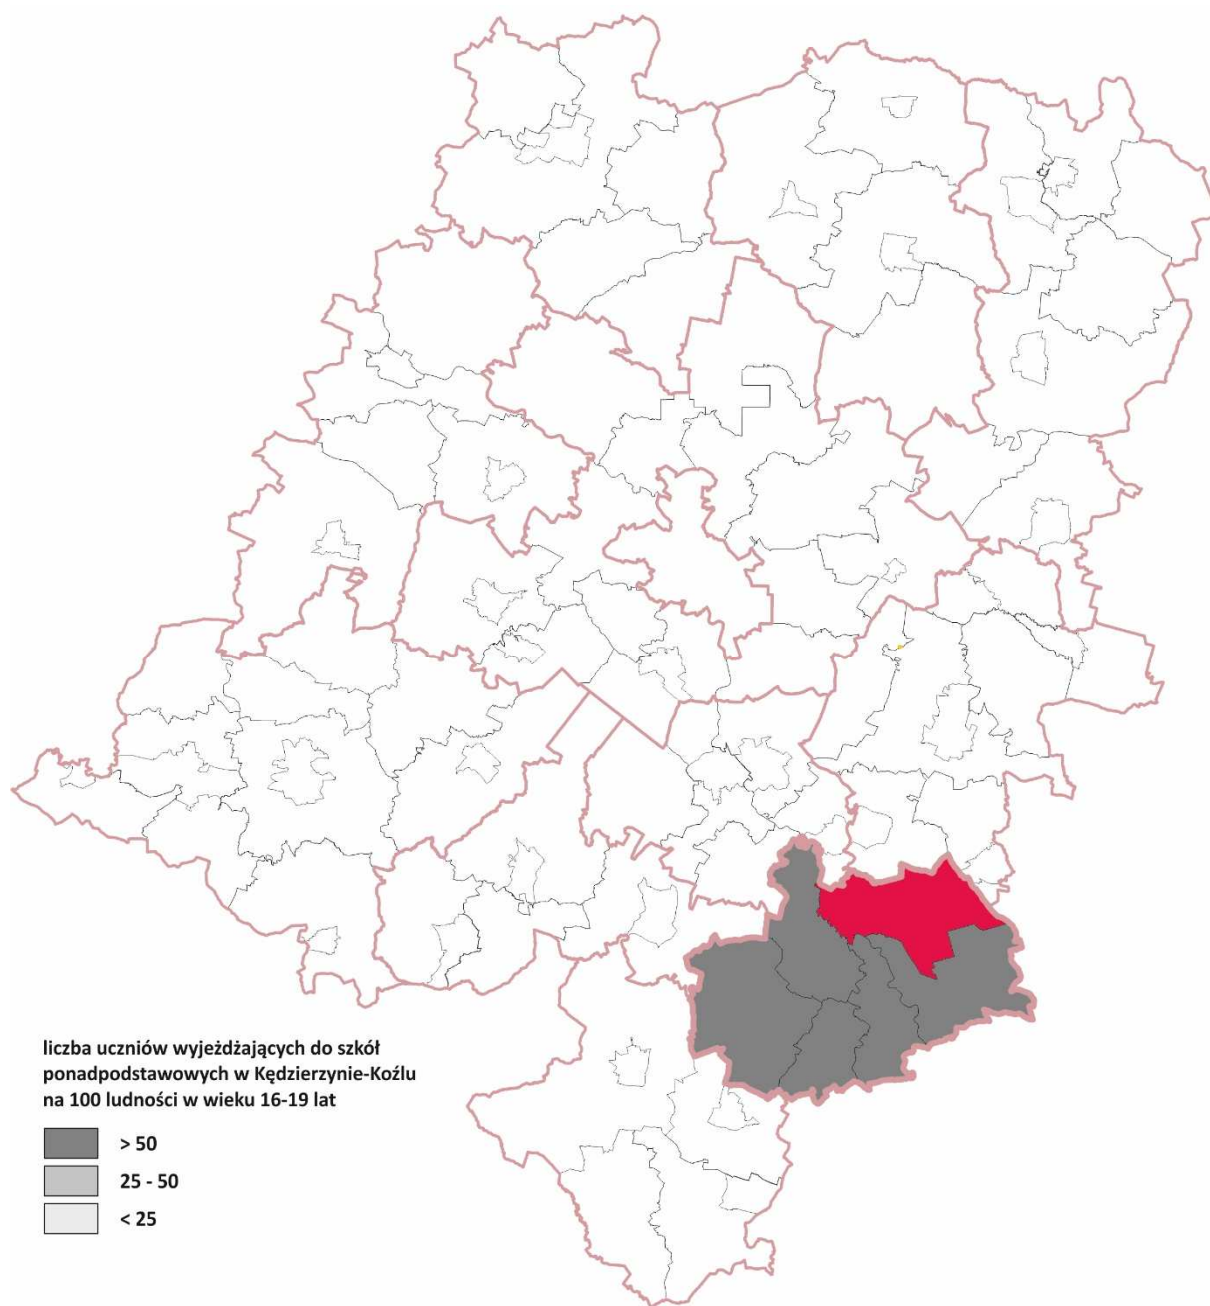 liczba uczniów wyjeżdżających do szkół
ponadpodstawowych w Kędzierzynie-Koźlu
na 100 ludności w wieku 16-19 lat
> 50
25 - 50
< 25